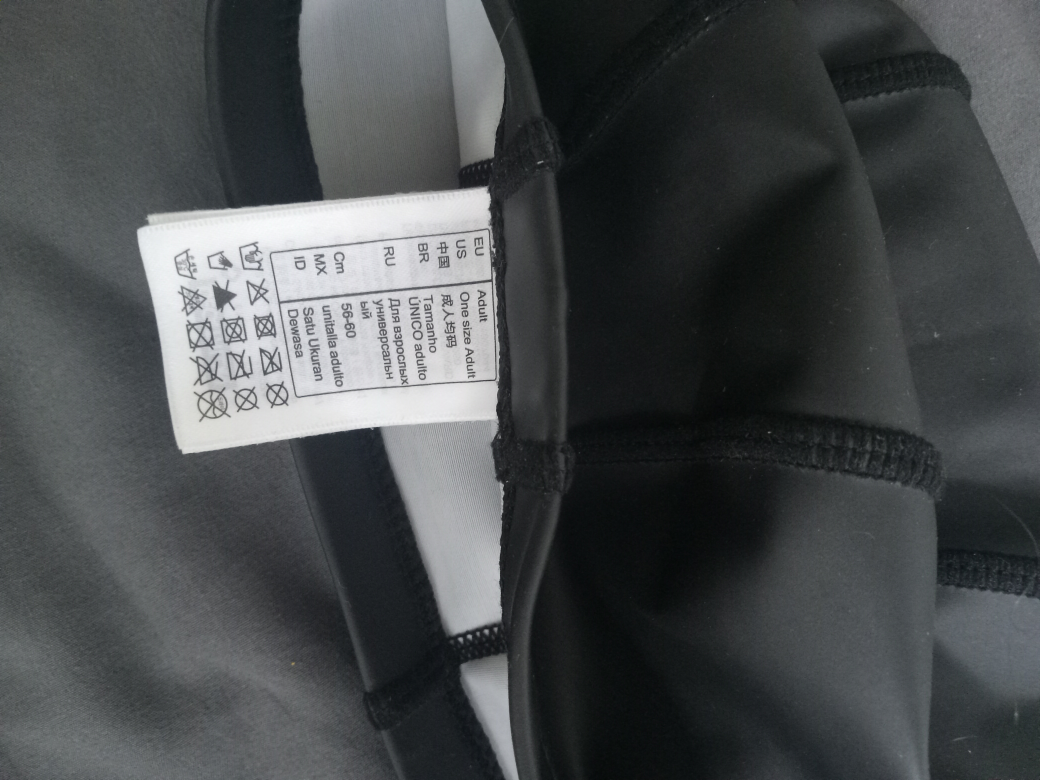 EU Adult
US One size Adult
中国 成人均码
BR Tamanho
ÚNICO adulto
RU Для взрослых
универсальн
ый
Cm 56-60
MX unitalla adulto
ID Satu Ukuran
Dewasa